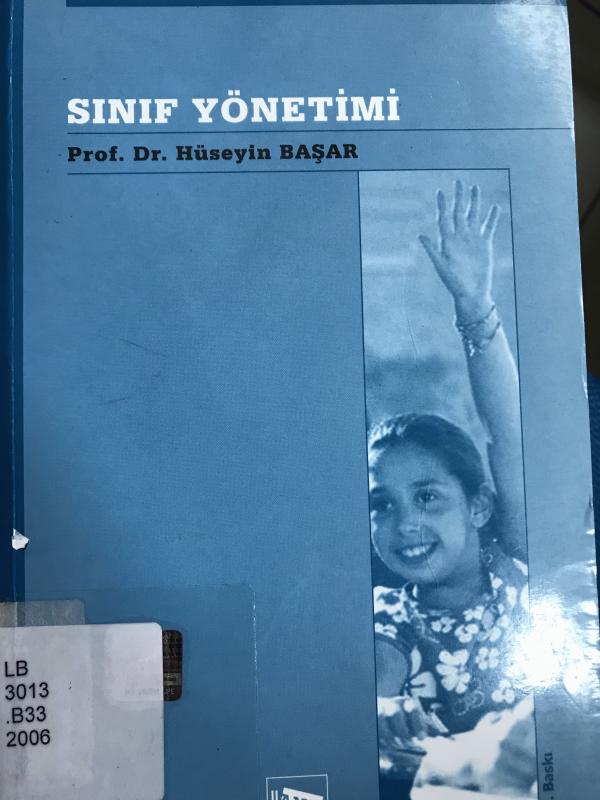 SINIF YÖNETİMİ
Prof. Dr. Hüseyin BAŞAR
LB
3013
.B33
2006
. Baskı